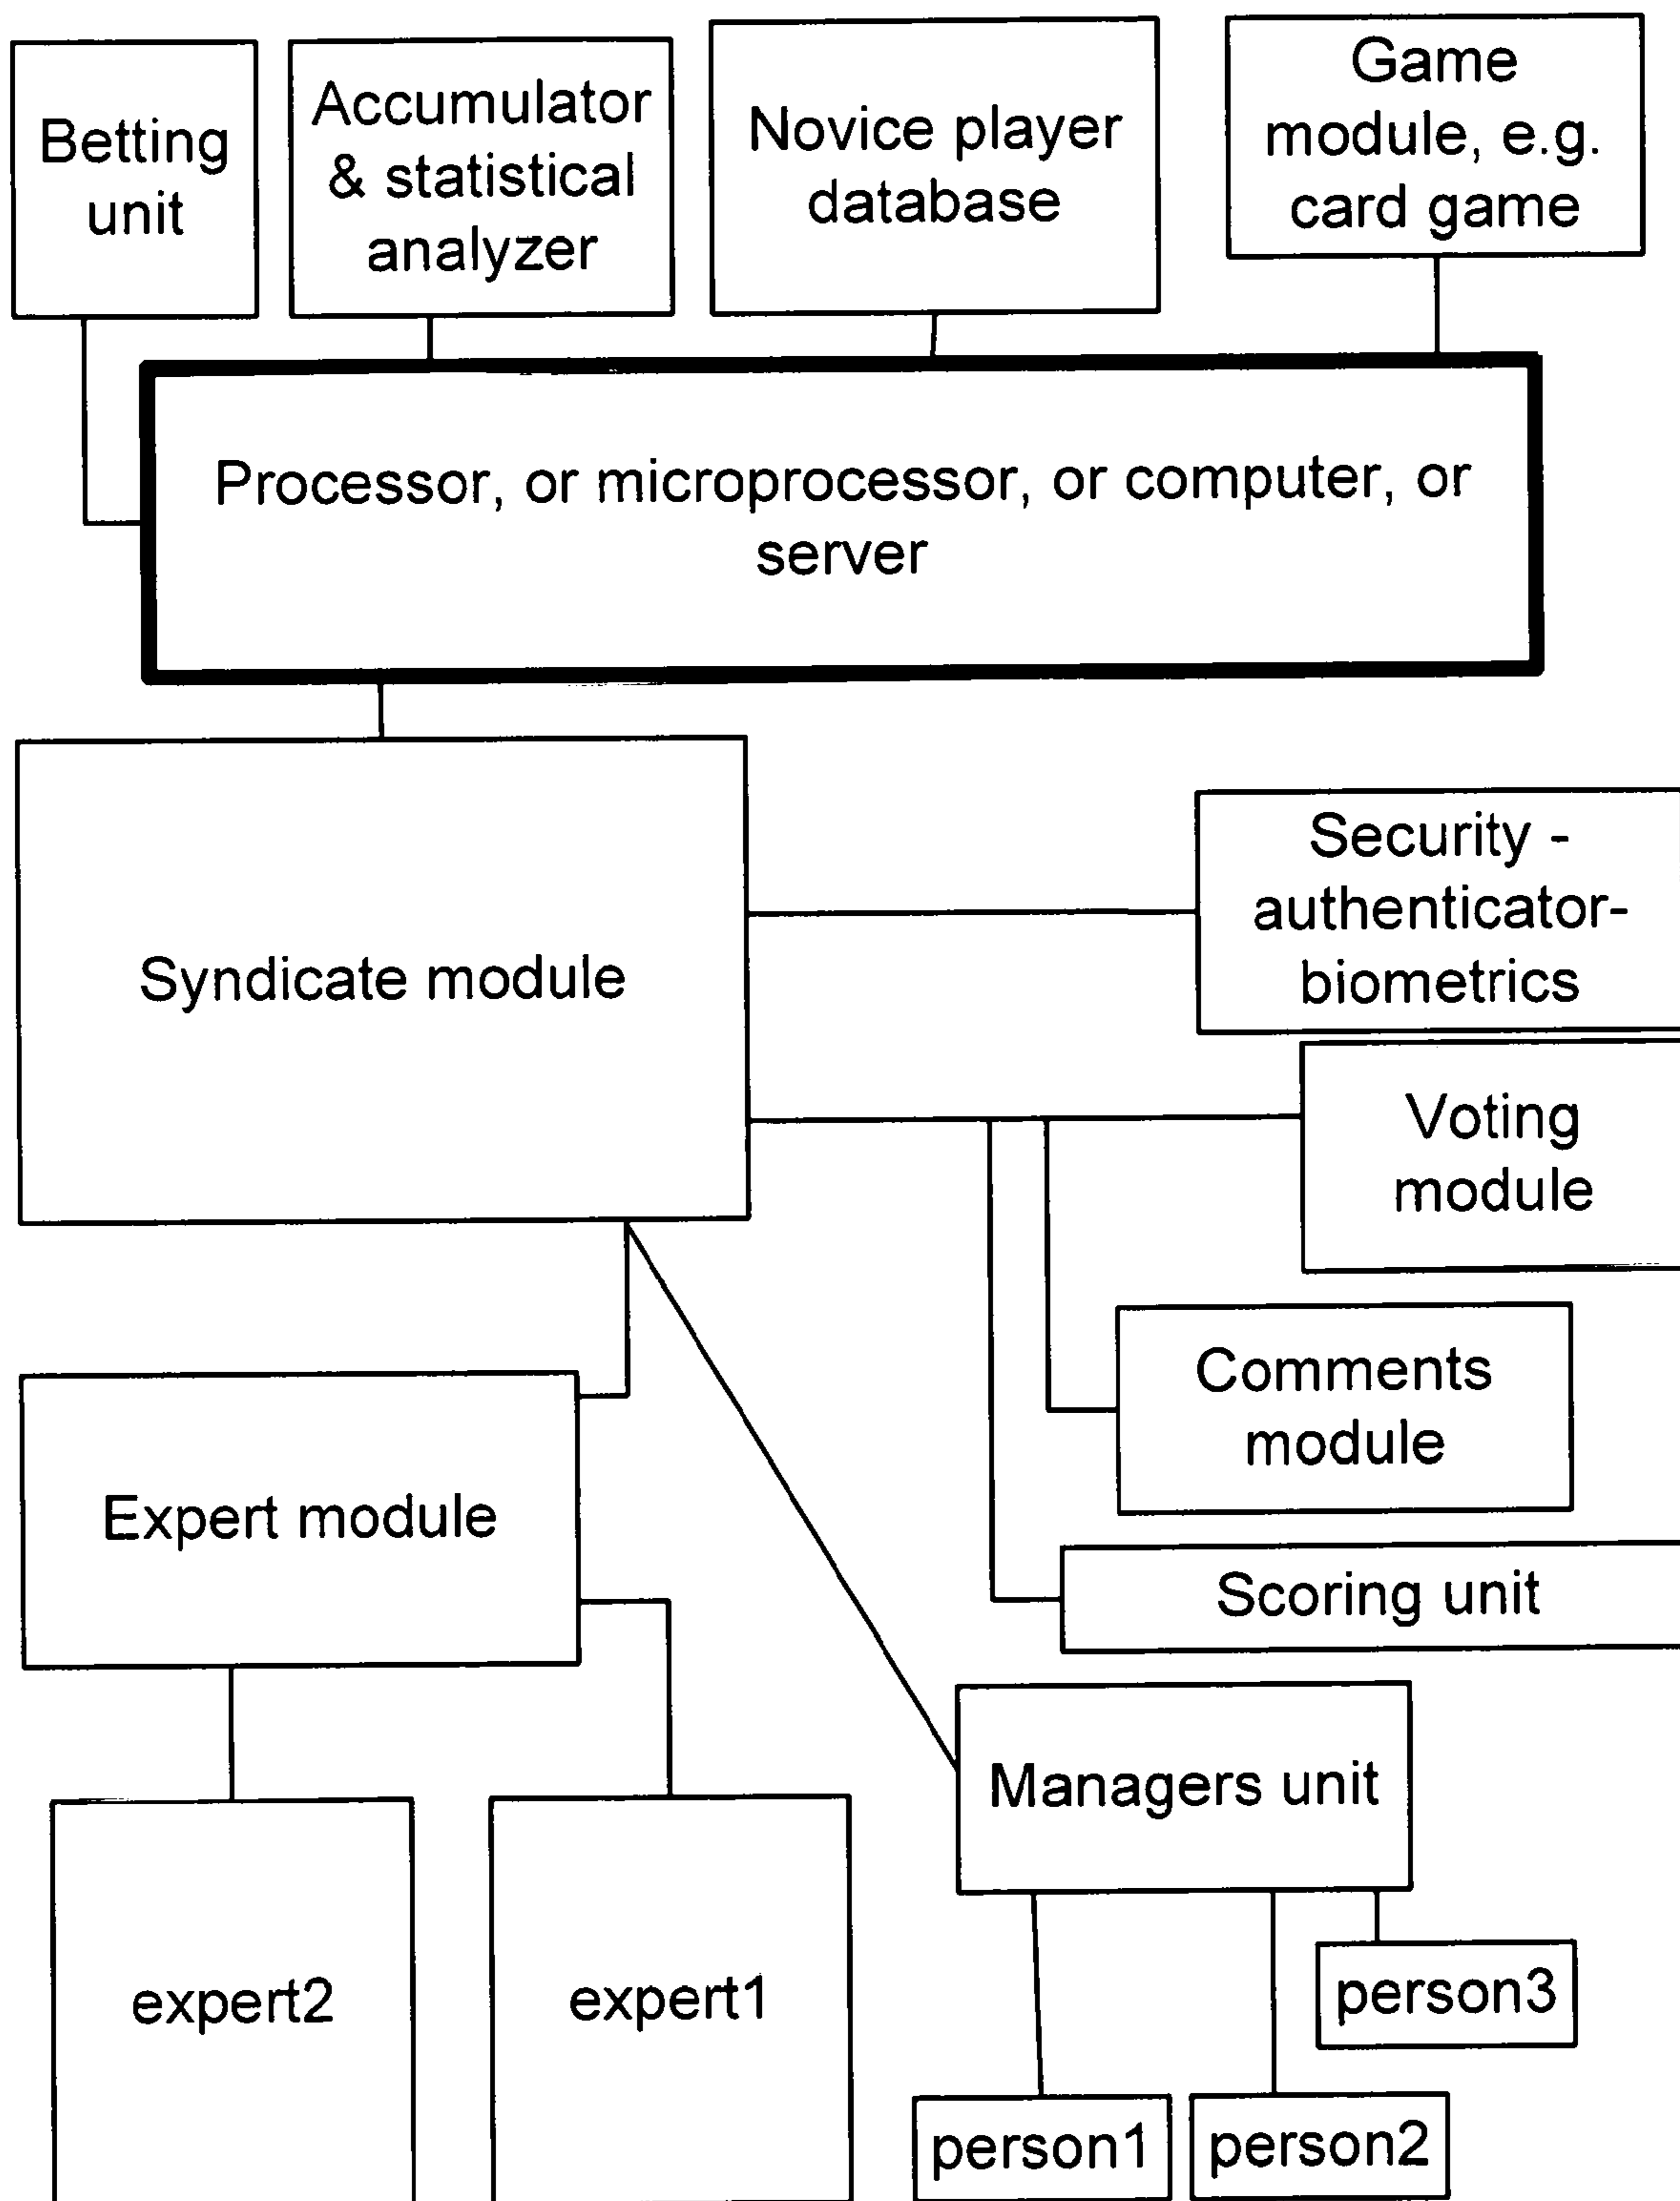 Betting
unit
Accumulator
& statistical
analyzer
Novice player
database
Game
module, e.g.
card game
Processor, or microprocessor, or computer, or
server
Syndicate module
Security -
authenticator-
biometrics
Voting
module
Comments
module
Expert module
Scoring unit
Managers unit
expert2
expert1
person3
person1
person2